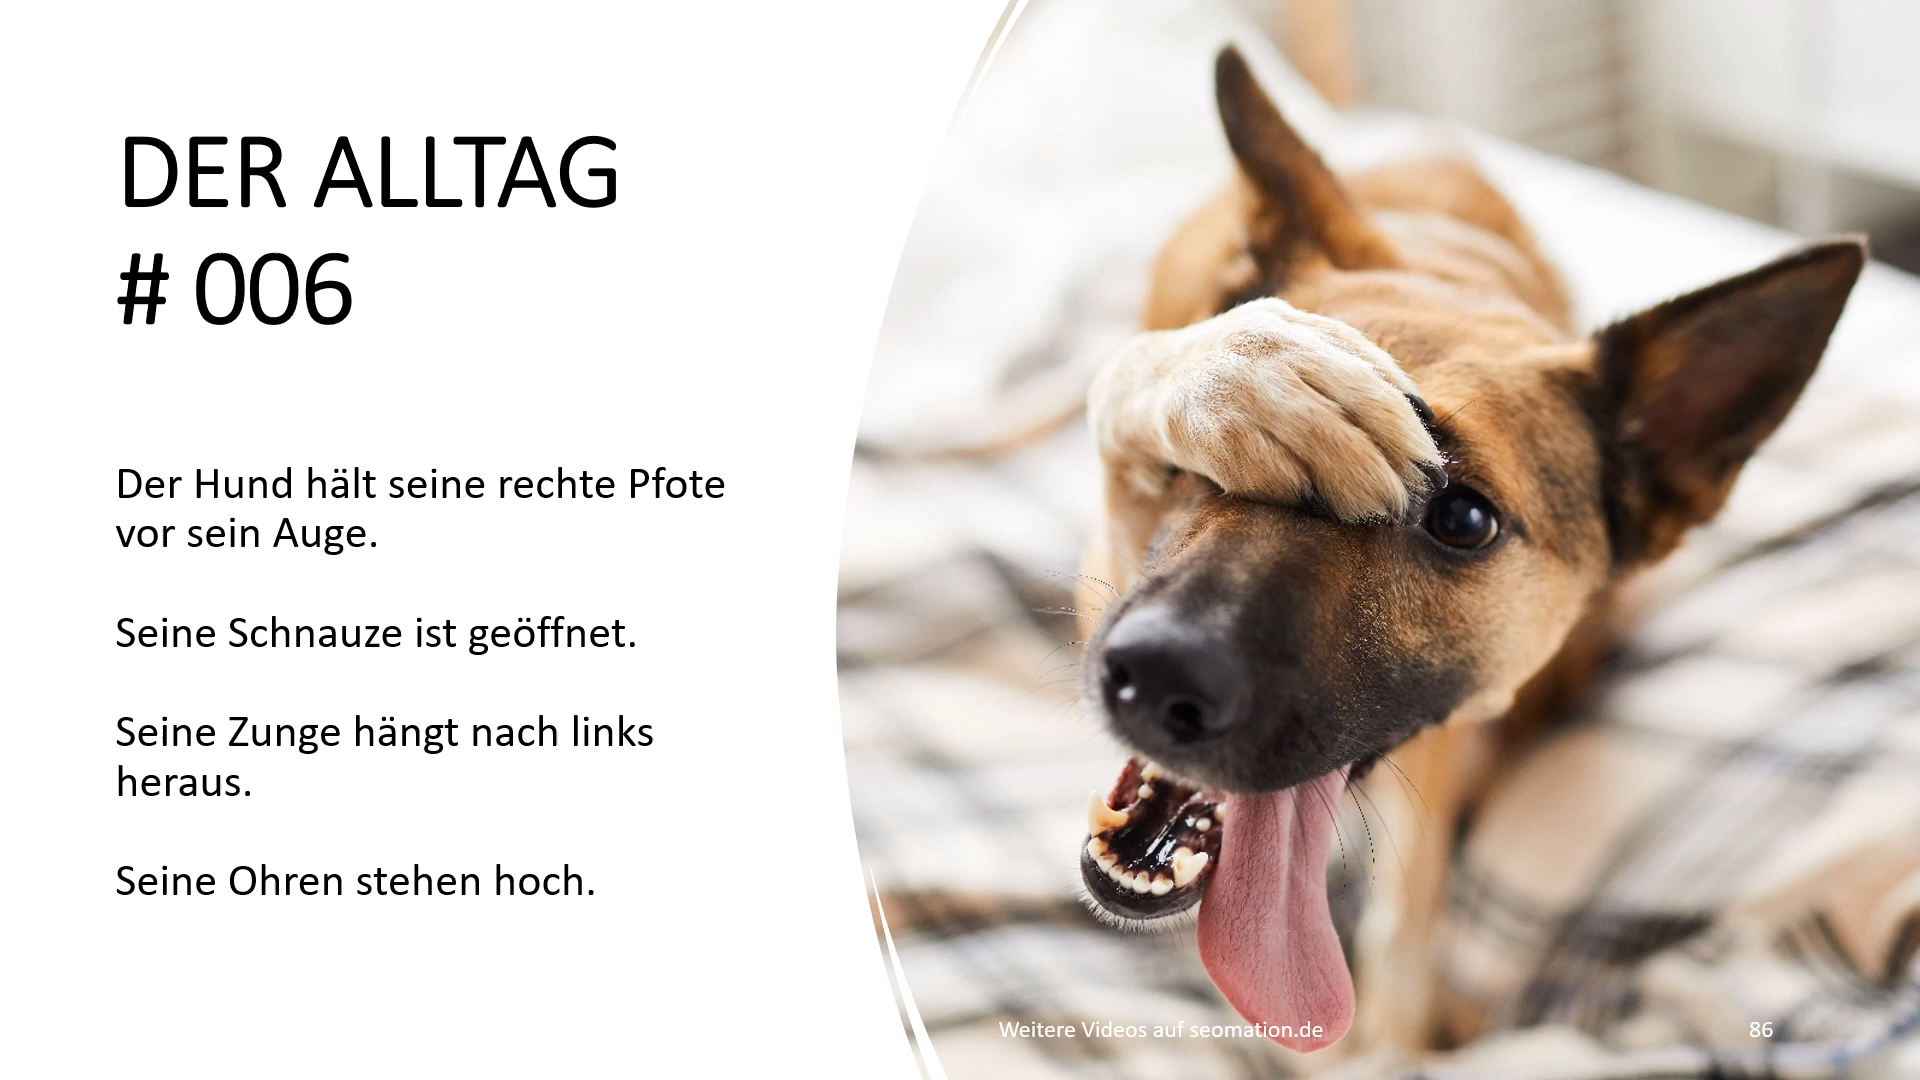 DER ALLTAG
# 006
Der Hund hält seine rechte Pfote
vor sein Auge.
Seine Schnauze ist geöffnet.
Seine Zunge hängt nach links
heraus.
Seine Ohren stehen hoch.
Weitere Videos auf seomation.de
86